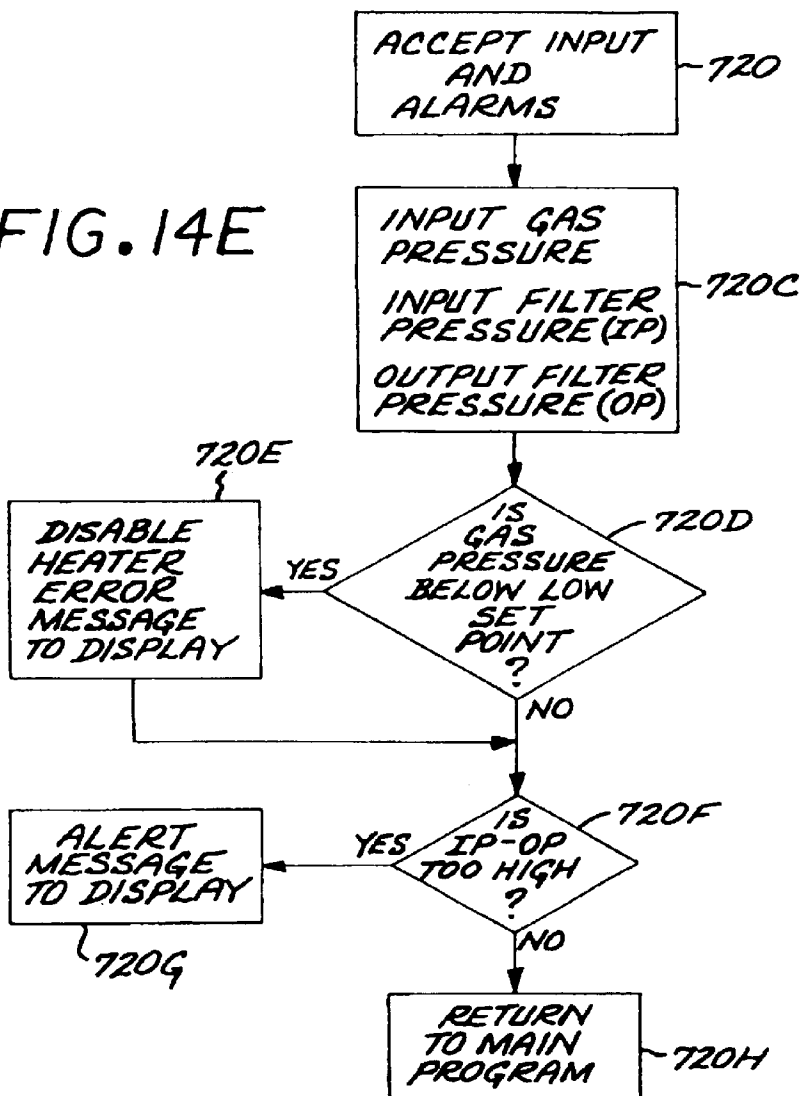 ACCEPT INPUT
AND
ALARMS
720
FIG. 14E
INPUT GAS
PRESSURE
INPUT FILTER
PRESSURE (IP)
OUTPUT FILTER
PRESSURE (OP)
720C
720E
DISABLE
HEATER
ERROR
MESSAGE
TO DISPLAY
YES
IS
GAS
PRESSURE
BELOW LOW
SET
POINT
?
720D
NO
ALERT
MESSAGE
TO DISPLAY
720G
YES
IS
IP-OP
TOO HIGH
?
720F
NO
RETURN
TO MAIN
PROGRAM
720H